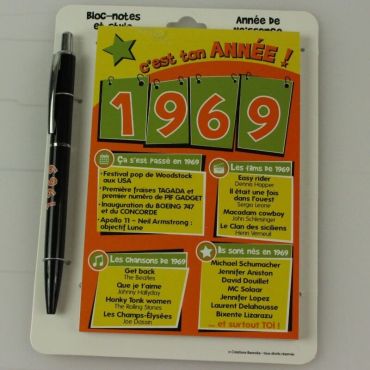 Bloc-notes
et stylo
Année de
naissance
c'est ton ANNÉE !
1969
Ça s'est passé en 1969
• Festival pop de Woodstock
aux USA
• Première fraises TAGADA et
premier numéro de PIF GADGET
• Inauguration du BOEING 747
et du CONCORDE
• Apollo 11 - Neil Armstrong :
objectif Lune
Les films de 1969
Easy rider
Dennis Hopper
Il était une fois
dans l'ouest
Sergio Leone
Macadam cowboy
John Schlesinger
Le Clan des siciliens
Henri Verneuil
Les chansons de 1969
Get back
The Beatles
Que je t'aime
Johnny Hallyday
Honky Tonk women
The Rolling Stones
Les Champs-Élysées
Joe Dassin
Ils sont nés en 1969
Michael Schumacher
Jennifer Aniston
David Douillet
MC Solaar
Jennifer Lopez
Laurent Delahousse
Bixente Lizarazu
... et surtout TOI !
1969